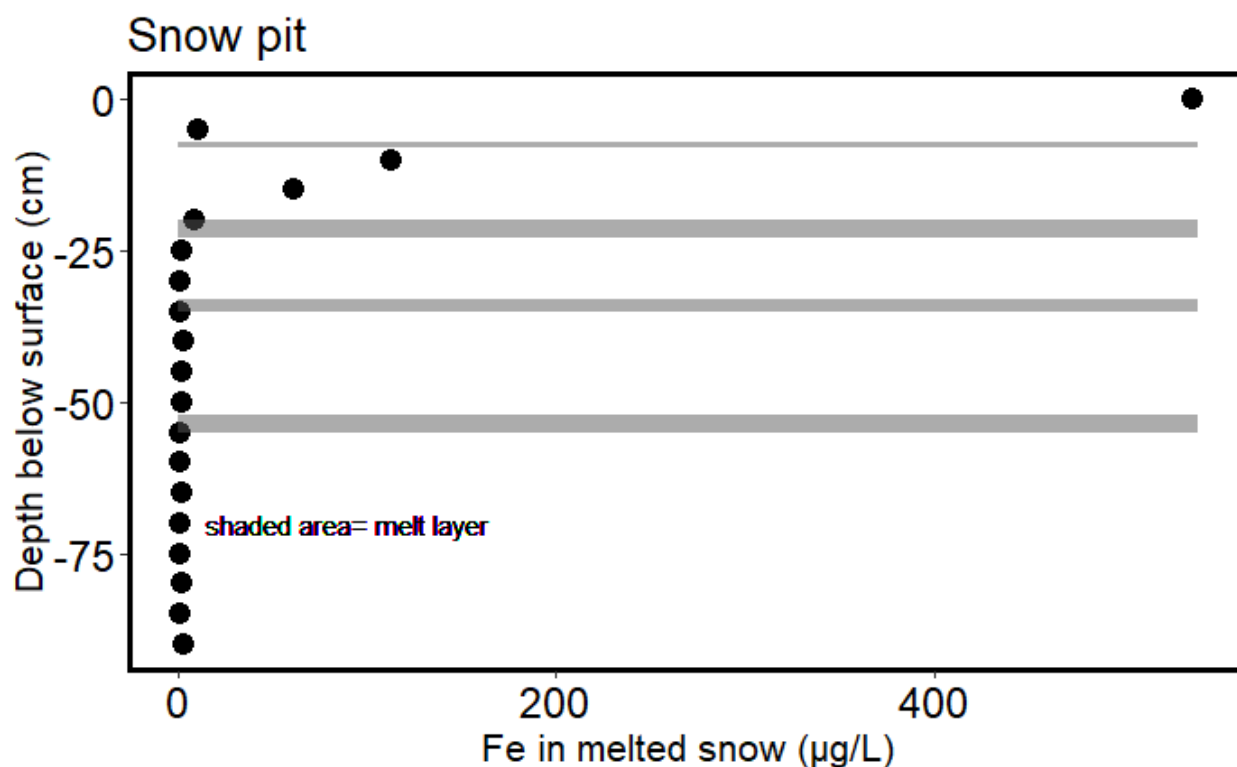 Snow pit
Depth below surface (cm)
0
-25
-50
-75
shaded area= melt layer
0 200 400
Fe in melted snow (µg/L)